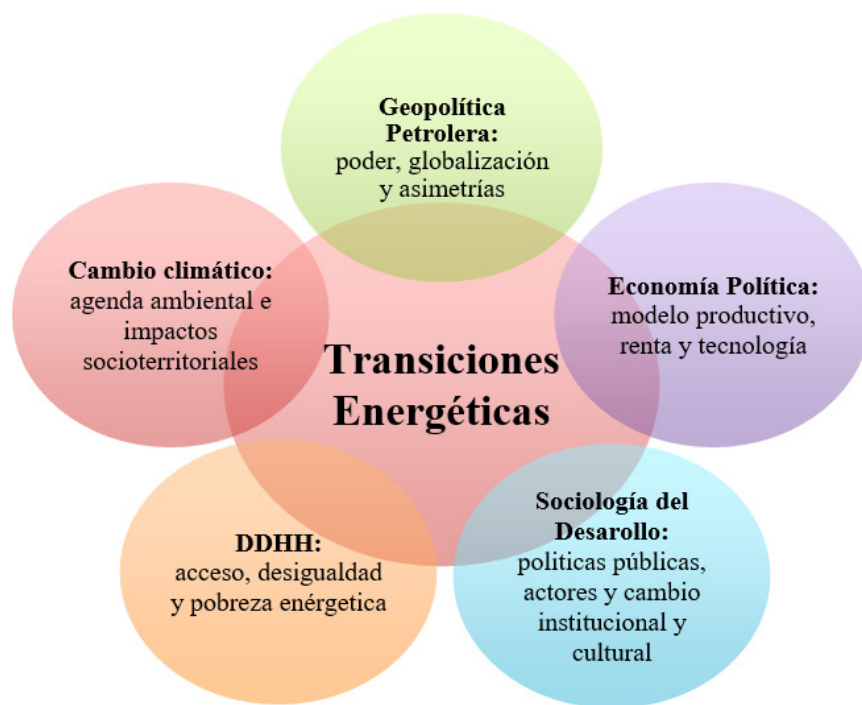 Geopolítica
Petrolera:
poder, globalización
y asimetrías
Cambio climático:
agenda ambiental e
impactos
socioterritoriales
Economía Política:
modelo productivo,
renta y tecnología
Transiciones
Energéticas
DDHH:
acceso, desigualdad
y pobreza enérgetica
Sociología del
Desarollo:
politicas públicas,
actores y cambio
institucional y
cultural